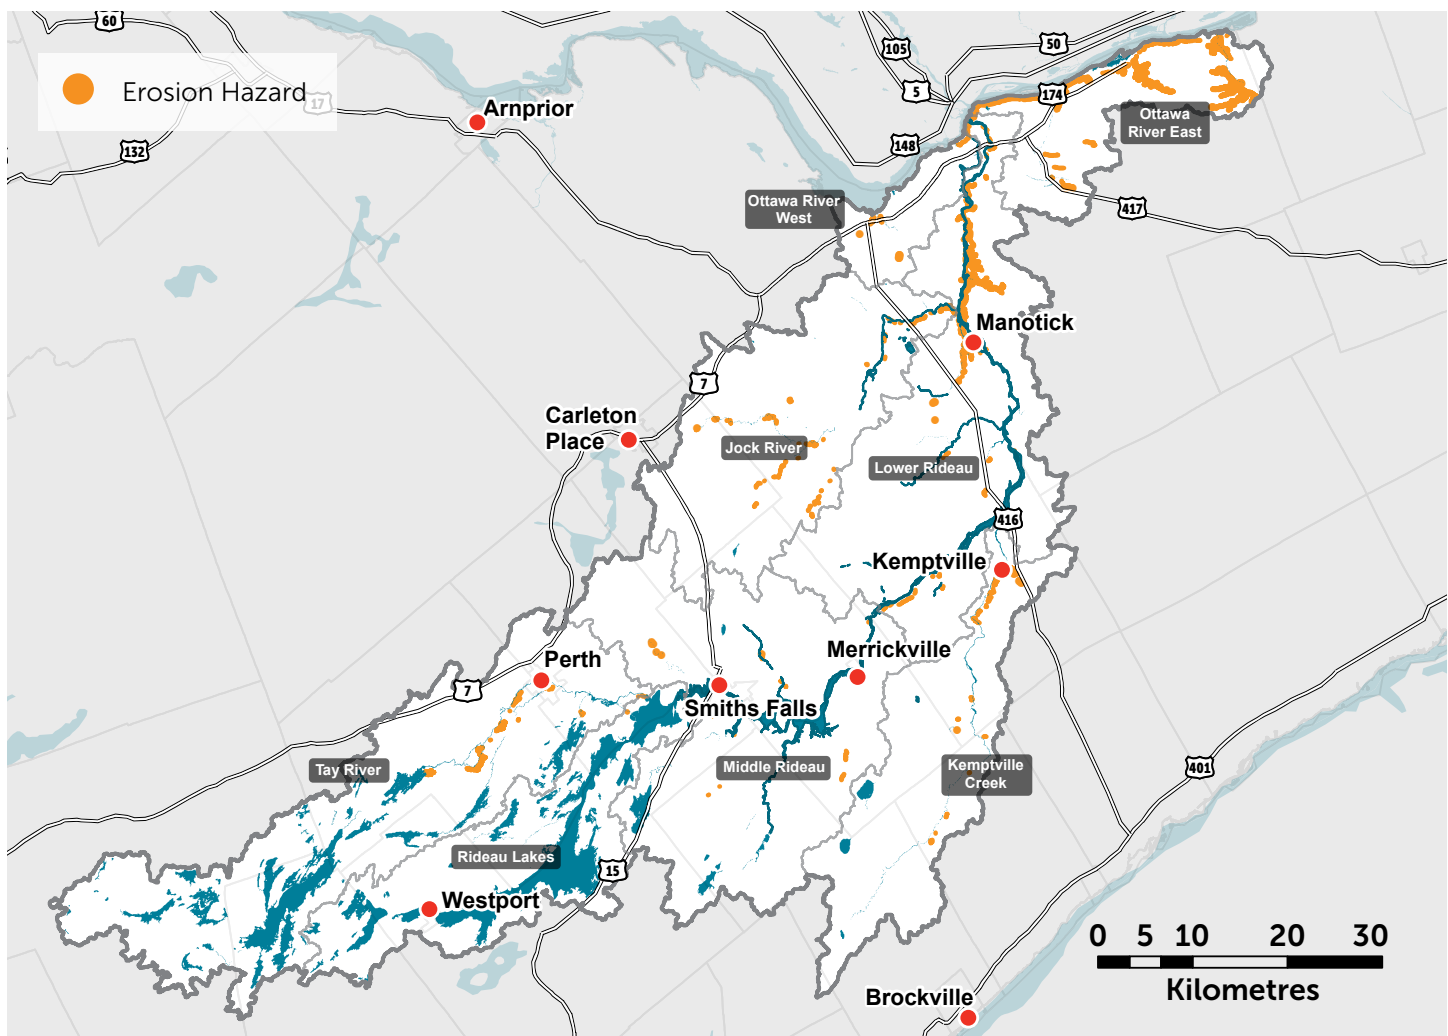 60
Erosion Hazard
17
132
Arnprior
105
5
50
148
174
417
Ottawa
River East
Ottawa River
West
Manotick
7
Carleton
Place
Jock River
Lower Rideau
416
Kemptville
Merrickville
Perth
7
Smiths Falls
Tay River
Middle Rideau
Kemptville
Creek
401
Rideau Lakes
15
Westport
Brockville
0 5 10 20 30
Kilometres